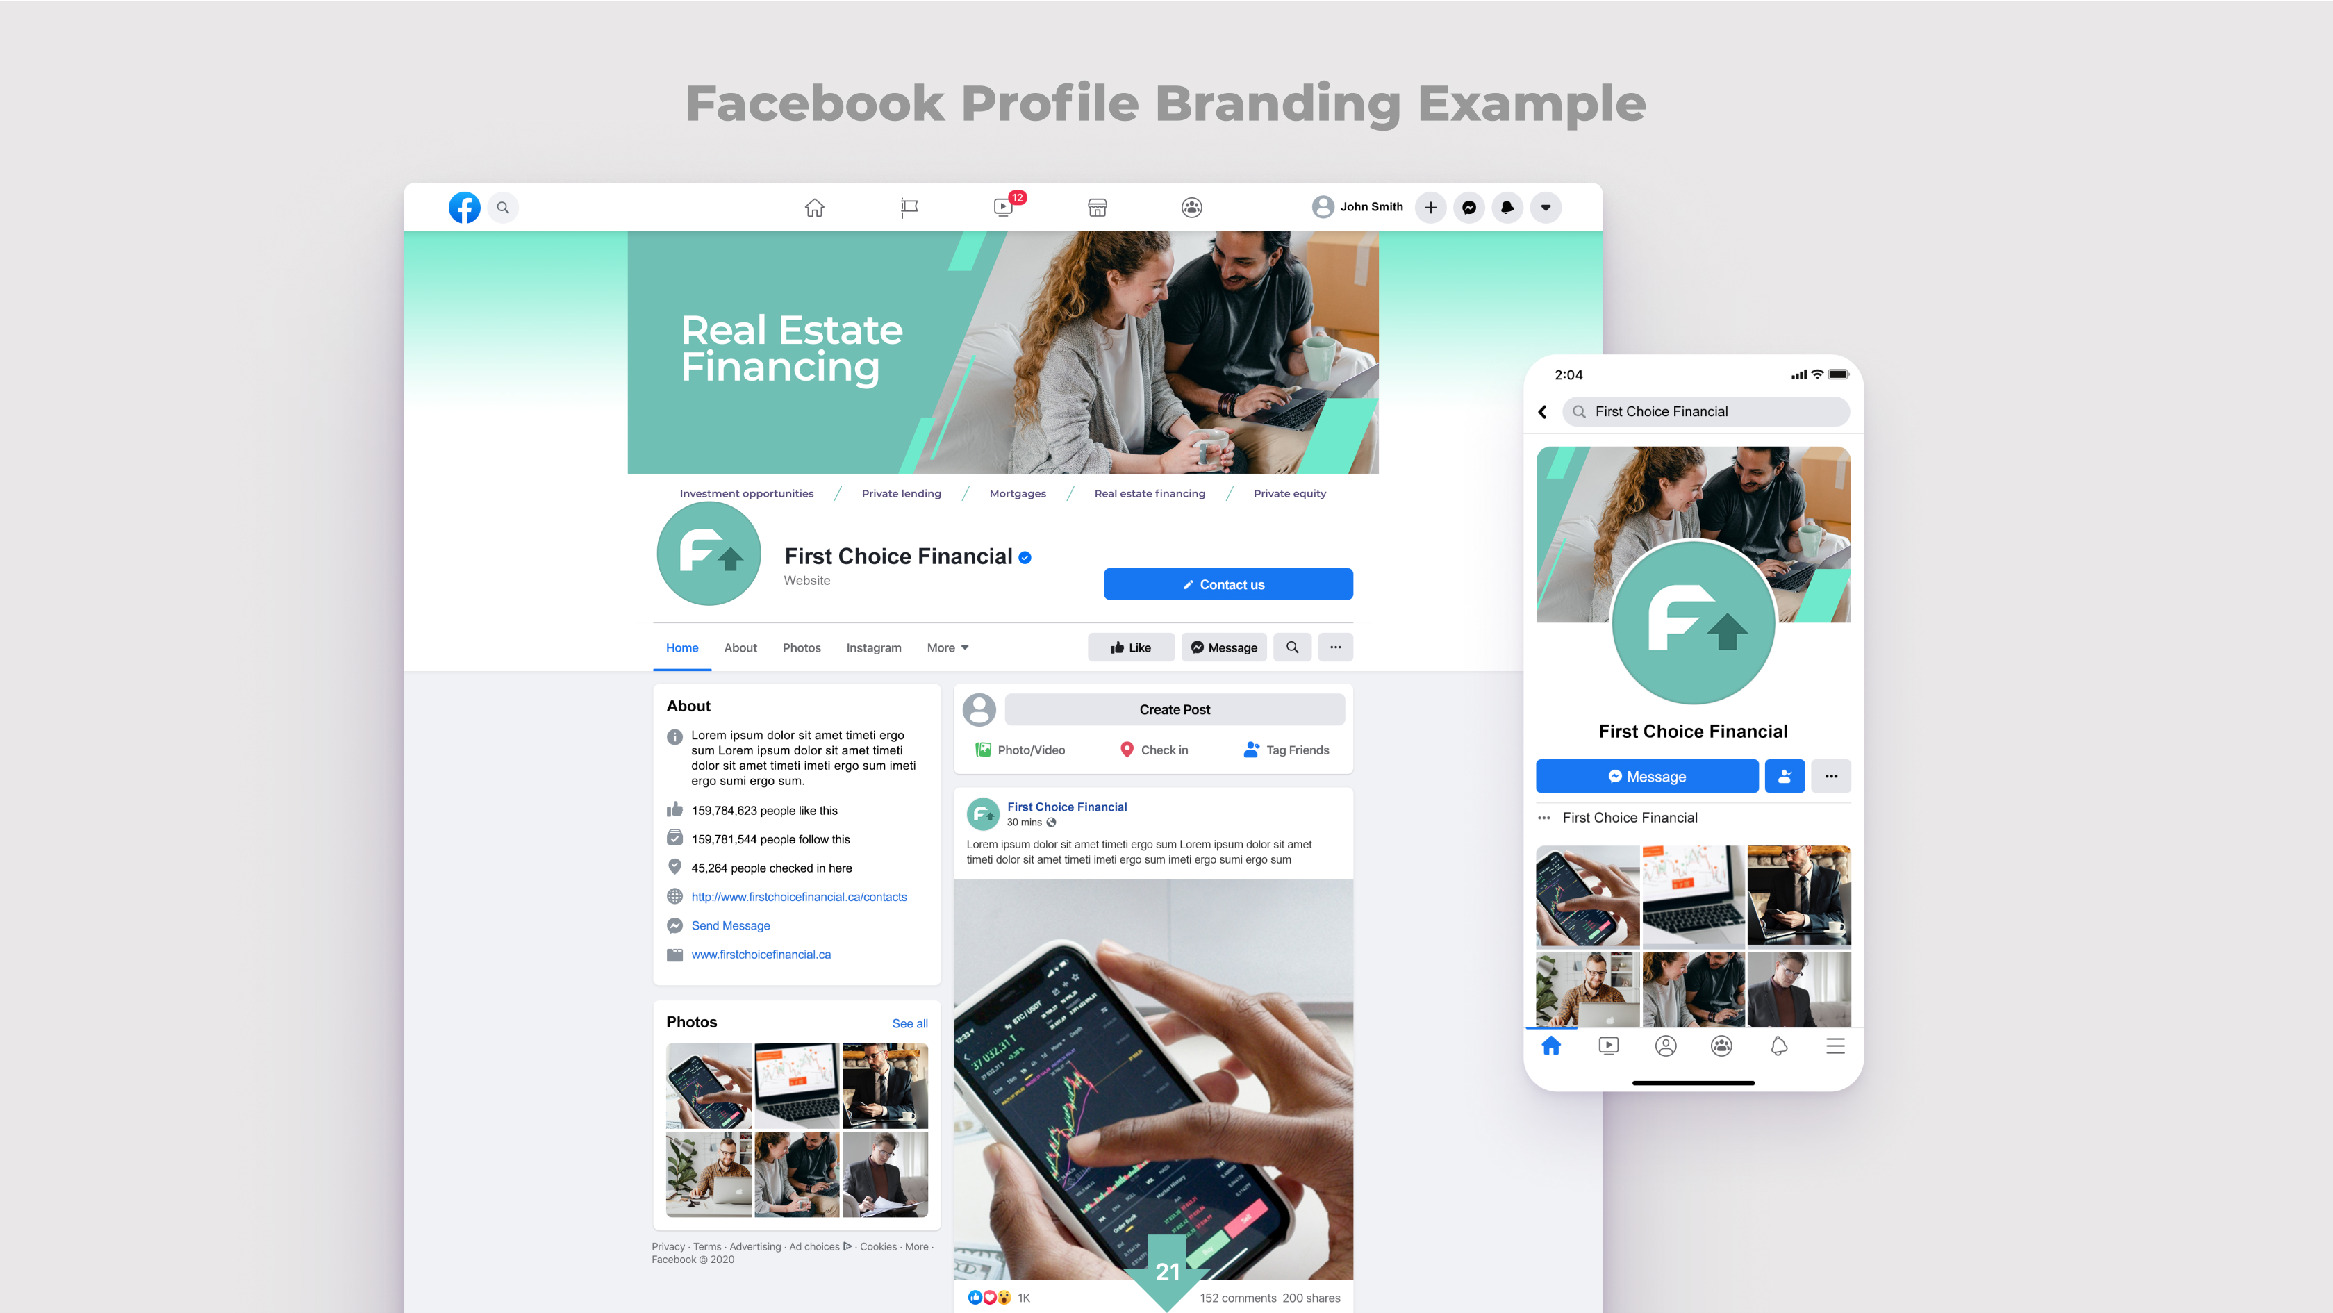 Facebook Profile Branding Example
12
John Smith
Real Estate
Financing
Investment opportunities / Private lending / Mortgages / Real estate financing / Private equity
First Choice Financial
Website
Contact us
Home
About
Photos
Instagram
More
Like
Message
...
About
Lorem ipsum dolor sit amet timeti ergo
sum Lorem ipsum dolor sit amet timeti
dolor sit amet timeti imeti ergo sum imeti
ergo sumi ergo sum.
159,784,623 people like this
159,781,544 people follow this
45,264 people checked in here
http://www.firstchoicefinancial.ca/contacts
Send Message
www.firstchoicefinancial.ca
Photos
See all
Privacy · Terms · Advertising · Ad choices · Cookies · More ·
Facebook @ 2020
Create Post
Photo/Video
Check in
Tag Friends
First Choice Financial
30 mins
Lorem ipsum dolor sit amet timeti ergo sum Lorem ipsum dolor sit amet
timeti dolor sit amet timeti imeti ergo sum imeti ergo sumi ergo sum
BTC/USDT
37 032,31
Sell
21
1K
152 comments 200 shares
2:04
First Choice Financial
First Choice Financial
Message
...
... First Choice Financial